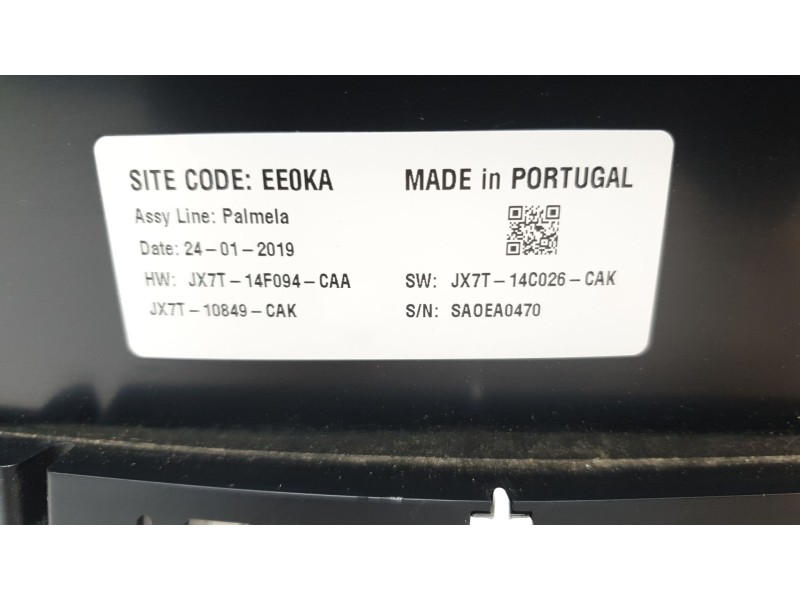 SITE CODE: EE0KA MADE in PORTUGAL
Assy Line: Palmela
Date: 24-01-2019
HW: JX7T-14F094-CAA SW: JX7T-14C026-CAK
JX7T-10849-CAK S/N: SA0EA0470